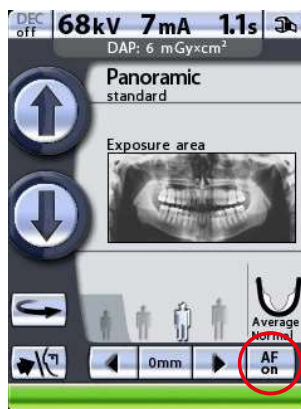 DEC
off
68kV 7mA 1.1s
DAP: 6 mGy×cm²
Panoramic
standard
Exposure area
Average
Normal
0mm
AF
on